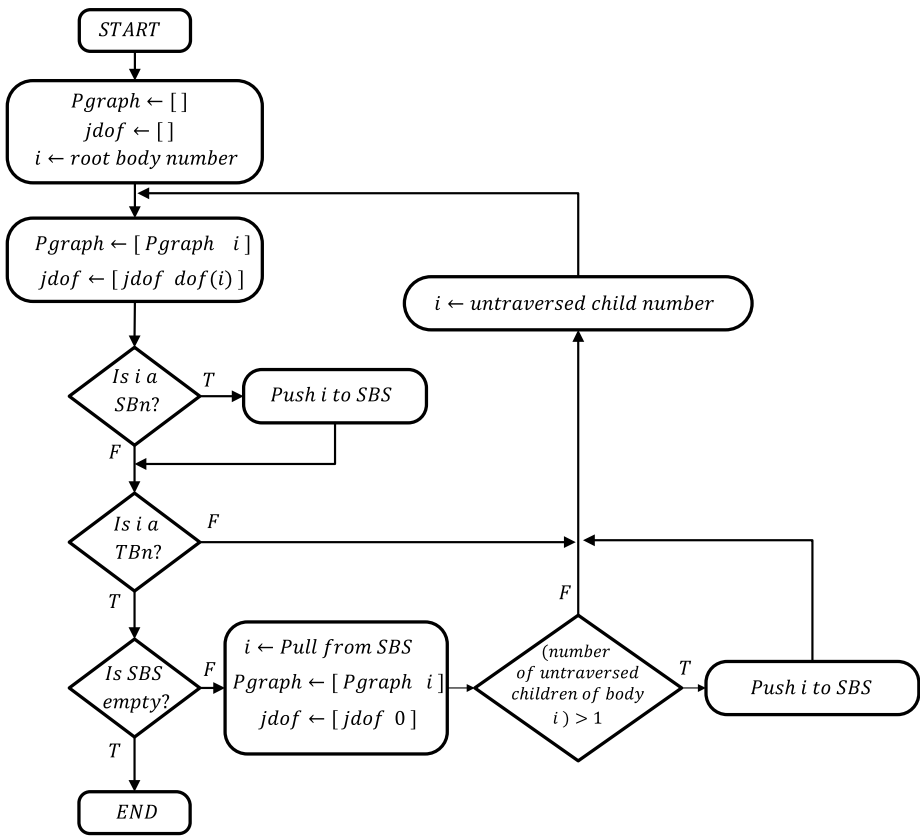 START
Pgraph ← [ ]
jdof ← [ ]
i ← root body number
Pgraph ← [ Pgraph i ]
jdof ← [ jdof dof(i) ]
i ← untraversed child number
Is i a
SBn?
T
Push i to SBS
F
Is i a
TBn?
F
T
Is SBS
empty?
F
i ← Pull from SBS
Pgraph ← [ Pgraph i ]
jdof ← [ jdof 0 ]
F
(number
of untraversed
children of body
i ) > 1
T
Push i to SBS
T
END